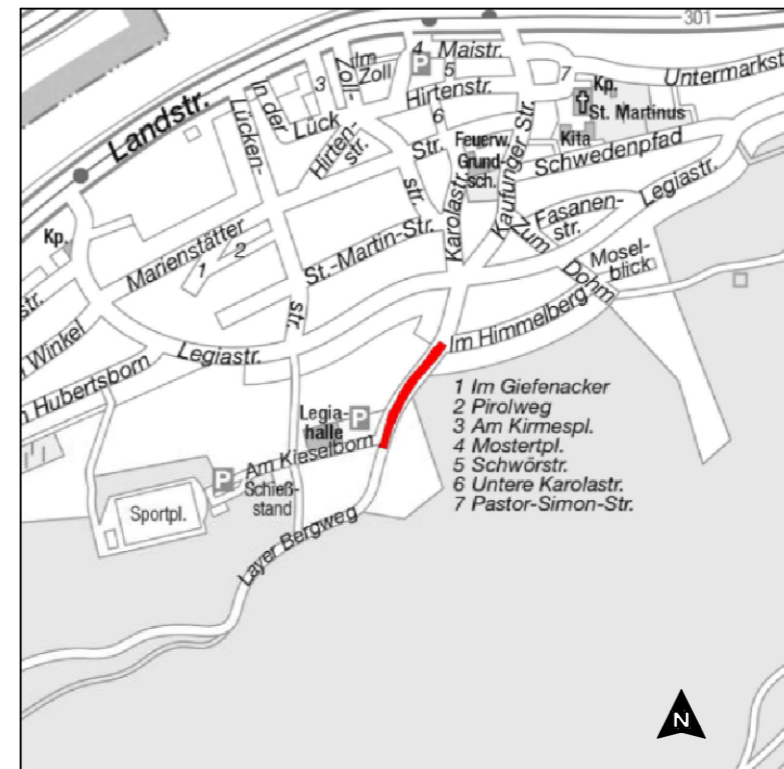 301
Landstr.
Lücken-
str.
In der
Lück
3
Zoll-
str.
Im
Zoll
4
P
Maistr.
5
Hirtenstr.
6
7
Kp.
St. Martinus
Untermarkst
Feuerw.
Grund-
sch.
Kaufunger Str.
Kita
Schwedenpfad
Hirten-
str.
Str.
Karolastr.
Legiastr.
Fasanen-
str.
Zum
Dohm
Mosel-
blick
Kp.
Marienstätter
1
2
St.-Martin-Str.
str.
Winkel
Hubertsborn
Legiastr.
Im Himmelberg
Legia-
halle
P
Am Kieselborn
P
Schieß-
stand
Sportpl.
Layer Bergweg
1 Im Giefenacker
2 Pirolweg
3 Am Kirmespl.
4 Mostertpl.
5 Schwörstr.
6 Untere Karolastr.
7 Pastor-Simon-Str.
N